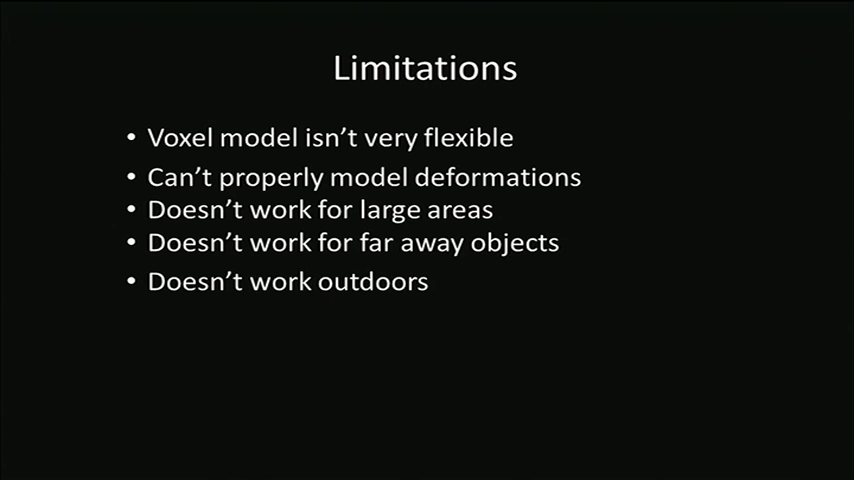 Limitations
• Voxel model isn't very flexible
• Can't properly model deformations
• Doesn't work for large areas
• Doesn't work for far away objects
• Doesn't work outdoors